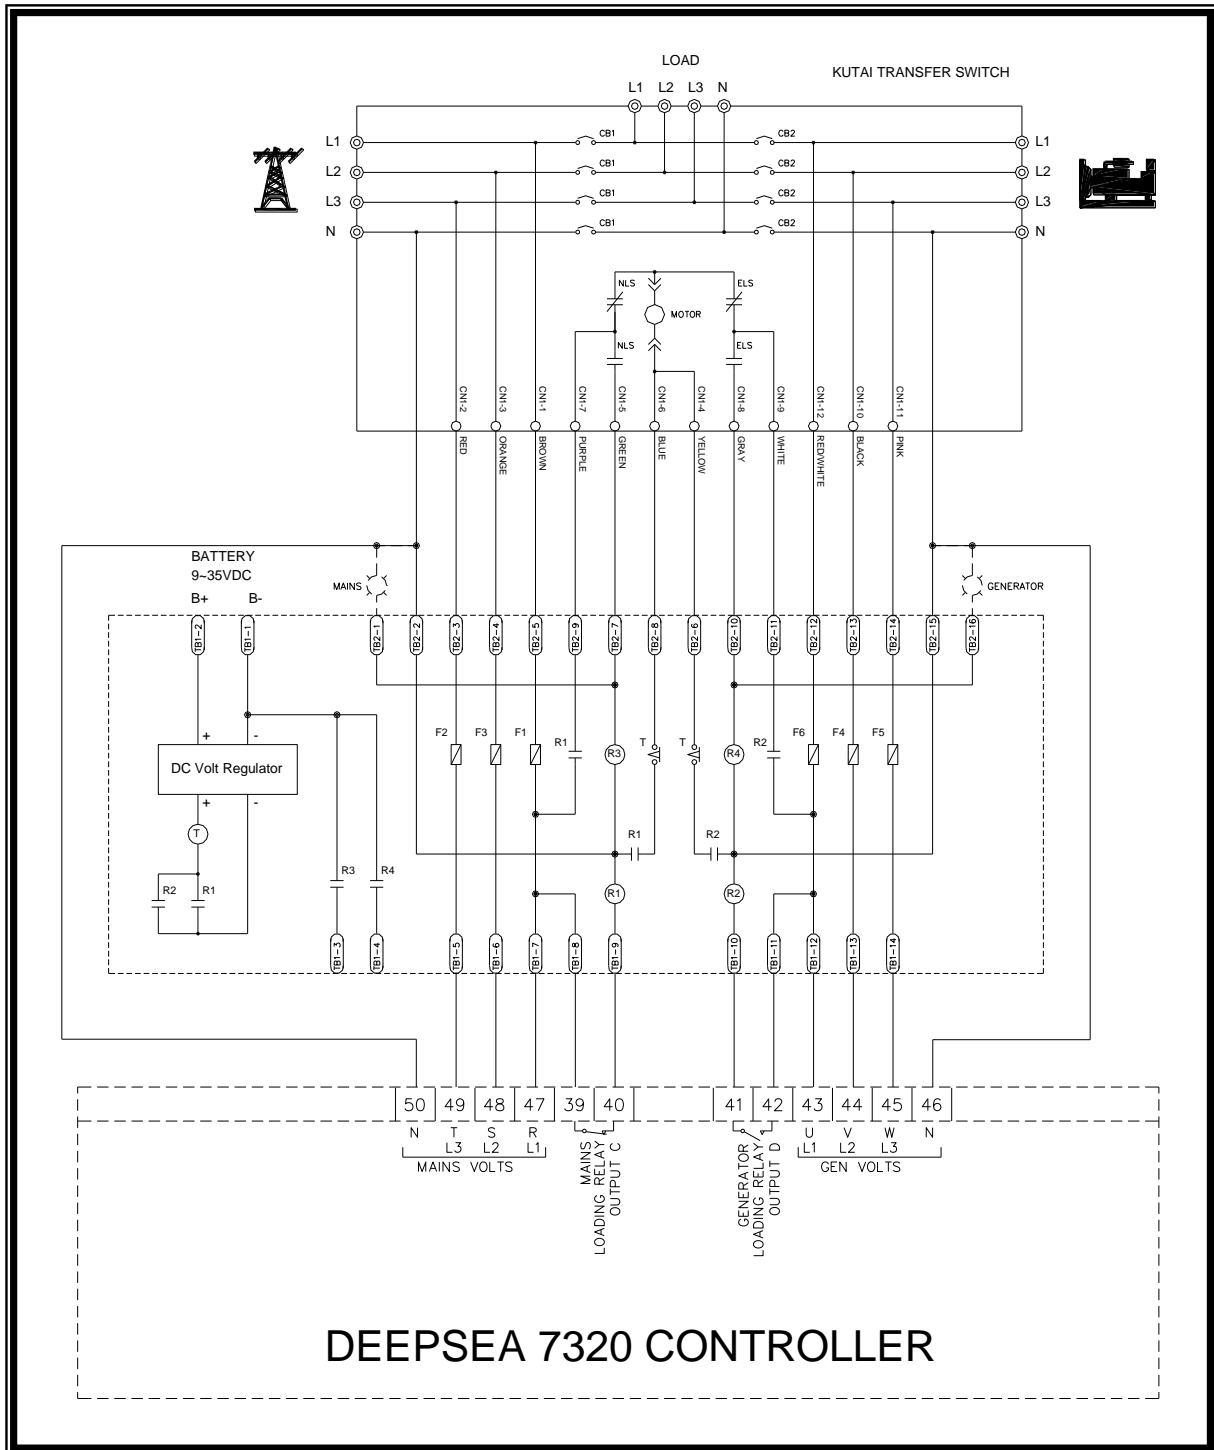 LOAD
KUTAI TRANSFER SWITCH
L1 L2 L3 N
L1 CB1 CB2 L1
L2 CB1 CB2 L2
L3 CB1 CB2 L3
N CB1 CB2 N
NLS ELS
MOTOR
NLS ELS
CN1-2 CN1-3 CN1-1 CN1-7 CN1-5 CN1-6 CN1-4 CN1-8 CN1-9 CN1-12 CN1-10 CN1-11
RED ORANGE BROWN PURPLE GREEN BLUE YELLOW GRAY WHITE RED/WHITE BLACK PINK
BATTERY
9~35VDC
B+ B-
MAINS GENERATOR
TB1-2 TB1-1 TB2-1 TB2-2 TB2-3 TB2-4 TB2-5 TB2-9 TB2-7 TB2-8 TB2-6 TB2-10 TB2-11 TB2-12 TB2-13 TB2-14 TB2-15 TB2-16
F2 F3 F1 R1 R3 T T R4 R2 F6 F4 F5
+ -
DC Volt Regulator
+ -
T
R1 R2
R3 R4
R2 R1
R1 R2
TB1-3 TB1-4 TB1-5 TB1-6 TB1-7 TB1-8 TB1-9 TB1-10 TB1-11 TB1-12 TB1-13 TB1-14
50 49 48 47 39 40 41 42 43 44 45 46
N T S R U V W N
L3 L2 L1 L1 L2 L3
MAINS VOLTS
GEN VOLTS
MAINS
LOADING RELAY
OUTPUT C
GENERATOR
LOADING RELAY
OUTPUT D
DEEPSEA 7320 CONTROLLER